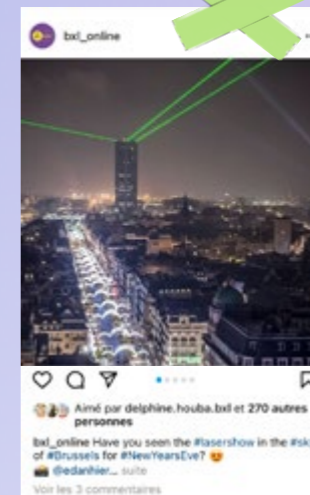 bxl_online
Aimé par delphine.houba.bxl et 270 autres
personnes
bxl_online Have you seen the #lasershow in the #sk
of #Brussels for #NewYearsEve? 😍
📸 @edanhier... suite
Voir les 3 commentaires